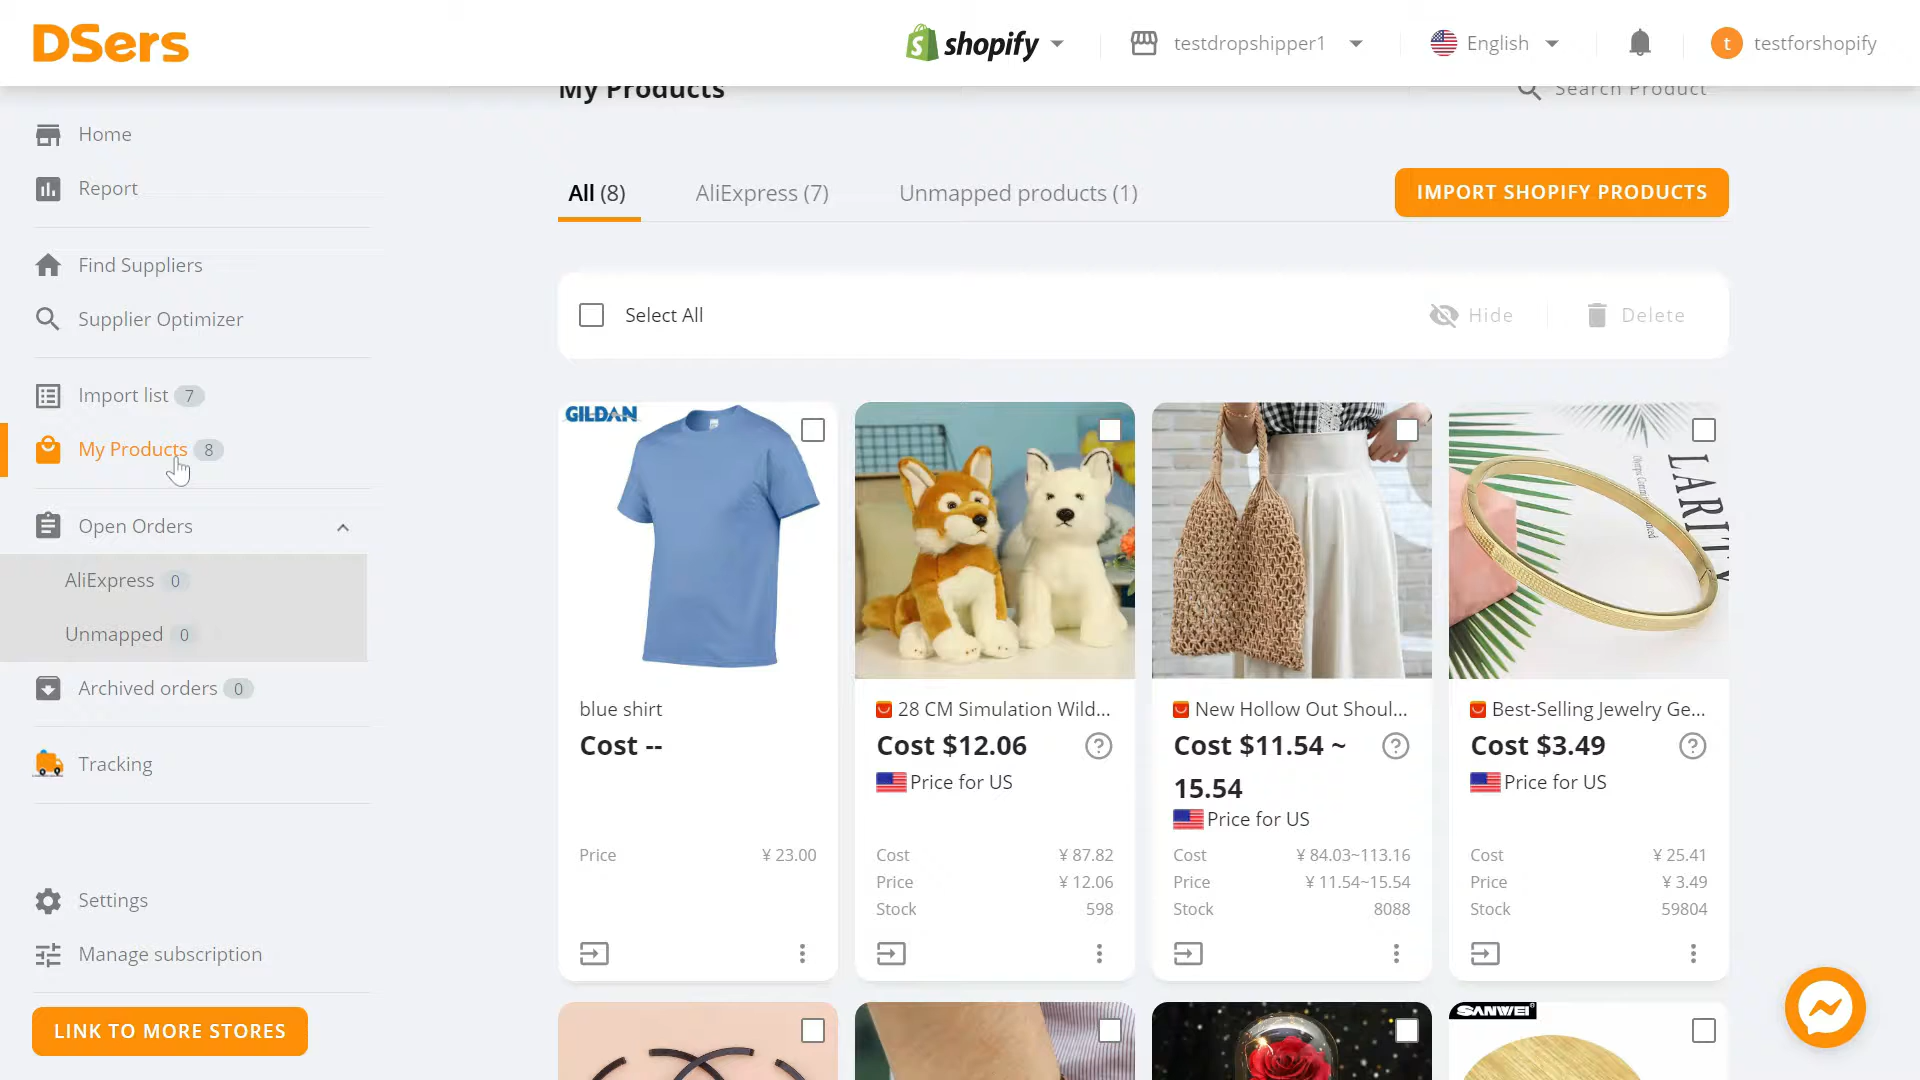 DSers
shopify
testdropshipper1
English
t
testforshopify
My Products
Search Product
Home
Report
Find Suppliers
Supplier Optimizer
Import list 7
My Products 8
Open Orders
AliExpress 0
Unmapped 0
Archived orders 0
Tracking
Settings
Manage subscription
LINK TO MORE STORES
All (8)
AliExpress (7)
Unmapped products (1)
IMPORT SHOPIFY PRODUCTS
Select All
Hide
Delete
GILDAN
blue shirt
Cost --
Price ¥ 23.00
28 CM Simulation Wild...
Cost $12.06
Price for US
Cost ¥ 87.82
Price ¥ 12.06
Stock 598
New Hollow Out Shoul...
Cost $11.54 ~
15.54
Price for US
Cost ¥ 84.03~113.16
Price ¥ 11.54~15.54
Stock 8088
LARITY
Best-Selling Jewelry Ge...
Cost $3.49
Price for US
Cost ¥ 25.41
Price ¥ 3.49
Stock 59804
SANWEI